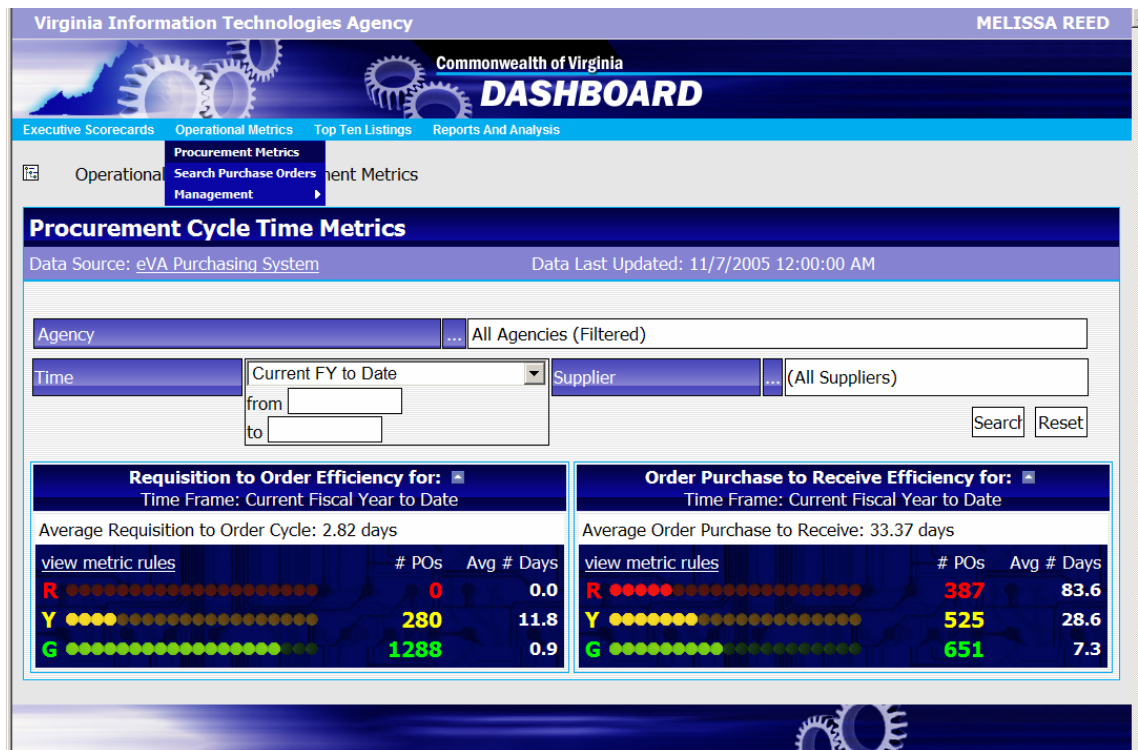 Virginia Information Technologies Agency MELISSA REED
Commonwealth of Virginia
DASHBOARD
Executive Scorecards Operational Metrics Top Ten Listings Reports And Analysis
Procurement Metrics
Search Purchase Orders
Management
Operational ment Metrics
Procurement Cycle Time Metrics
Data Source: eVA Purchasing System Data Last Updated: 11/7/2005 12:00:00 AM
Agency ... All Agencies (Filtered)
Time Current FY to Date Supplier ... (All Suppliers)
from
to
Search Reset
Requisition to Order Efficiency for:
Time Frame: Current Fiscal Year to Date
Average Requisition to Order Cycle: 2.82 days
view metric rules # POs Avg # Days
R 0 0.0
Y 280 11.8
G 1288 0.9
Order Purchase to Receive Efficiency for:
Time Frame: Current Fiscal Year to Date
Average Order Purchase to Receive: 33.37 days
view metric rules # POs Avg # Days
R 387 83.6
Y 525 28.6
G 651 7.3